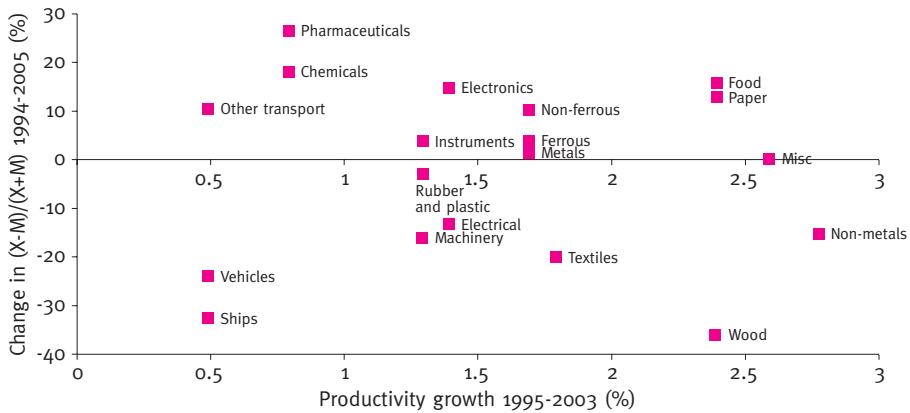 Change in (X-M)/(X+M) 1994-2005 (%)
30
20
10
0
-10
-20
-30
-40
Pharmaceuticals
Chemicals
Electronics
Food
Paper
Other transport
Non-ferrous
Instruments
Ferrous
Metals
Misc
0.5
1
1.5
2
2.5
3
Rubber
and plastic
Electrical
Machinery
Non-metals
Textiles
Vehicles
Ships
Wood
0
0.5
1
1.5
2
2.5
3
Productivity growth 1995-2003 (%)